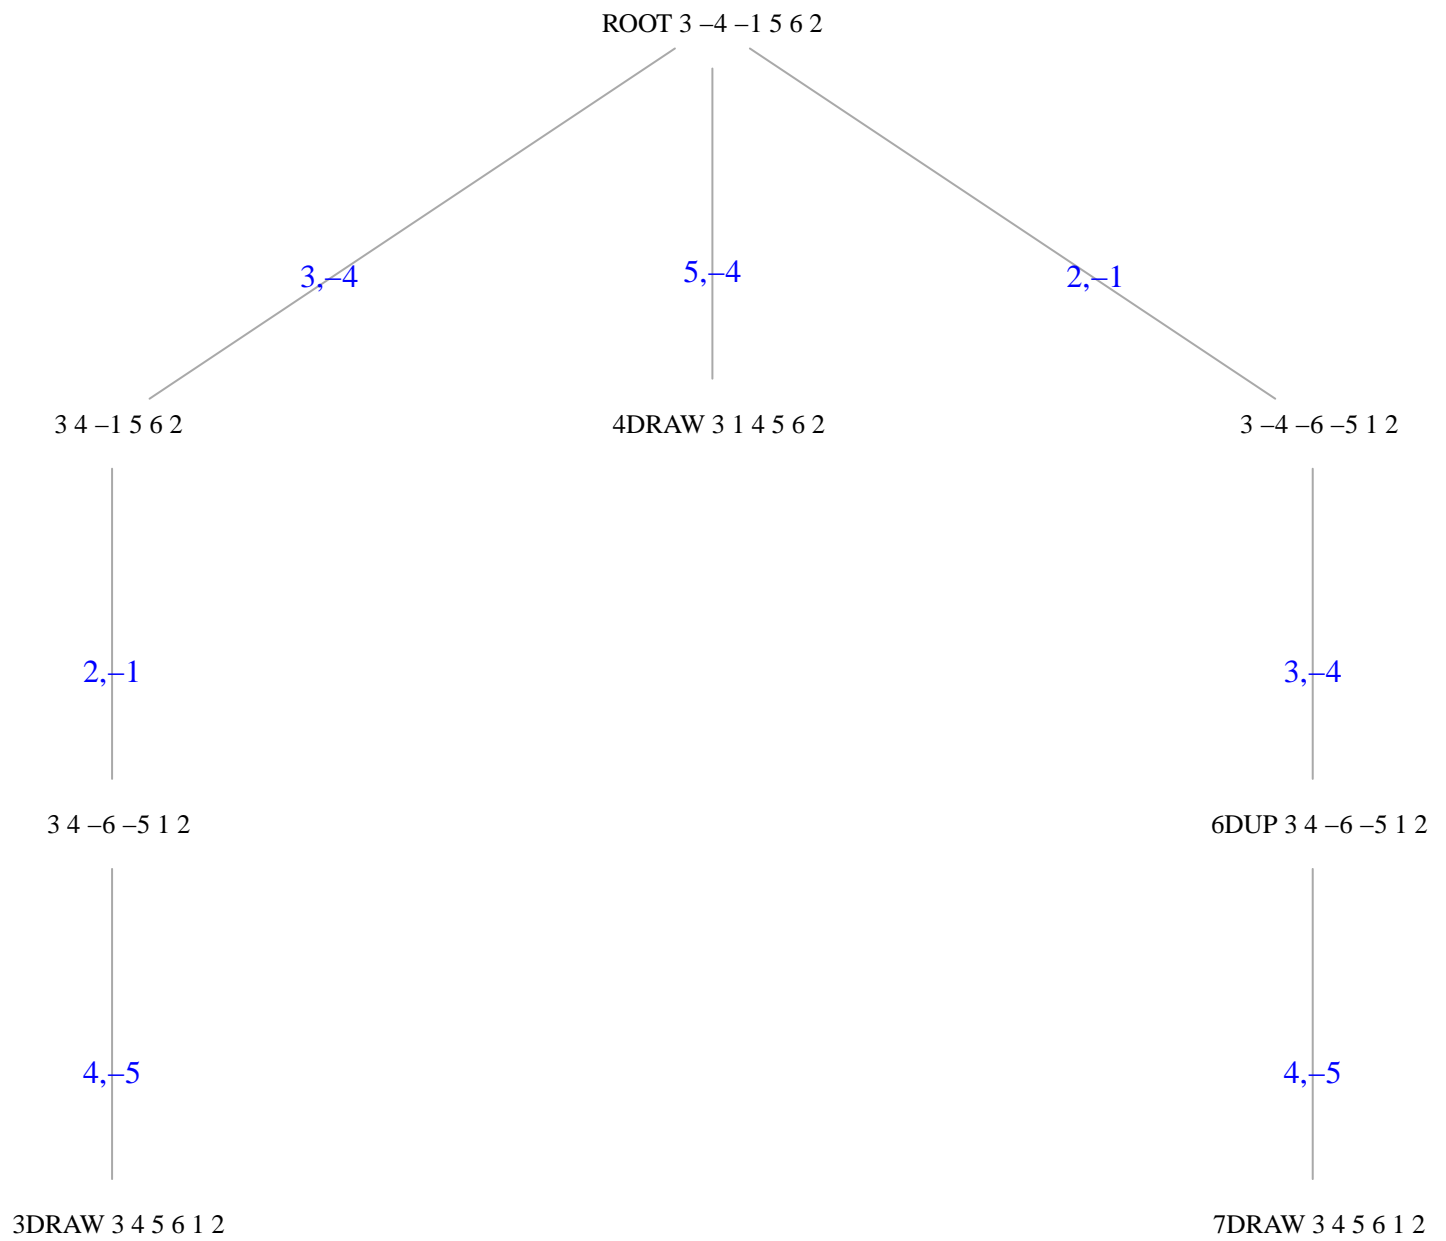 ROOT 3 –4 –1 5 6 2
3,–4
5,–4
2,–1
3 4 –1 5 6 2
4DRAW 3 1 4 5 6 2
3 –4 –6 –5 1 2
2,–1
3,–4
3 4 –6 –5 1 2
6DUP 3 4 –6 –5 1 2
4,–5
4,–5
3DRAW 3 4 5 6 1 2
7DRAW 3 4 5 6 1 2